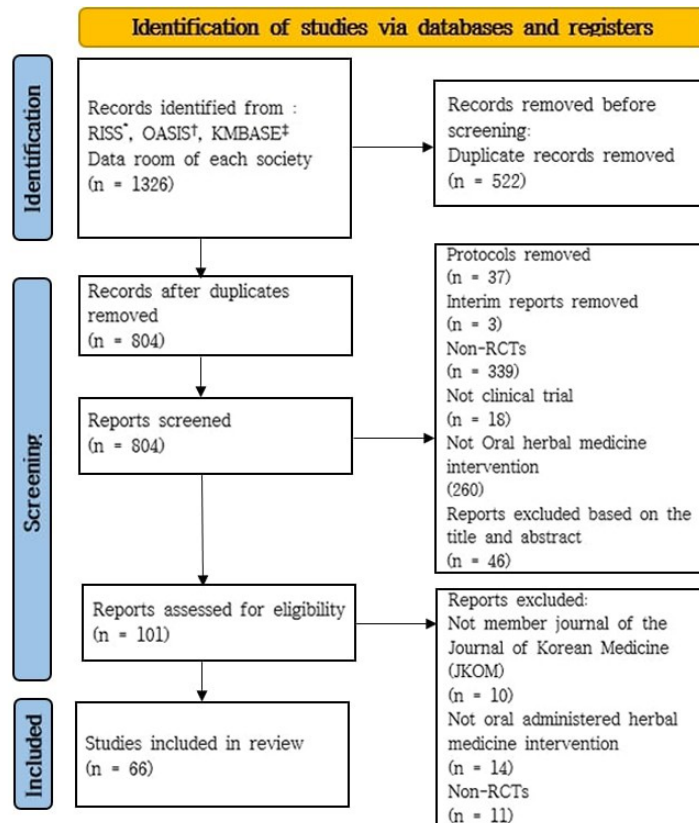 Identification of studies via databases and registers
Identification
Records identified from :
RISS*, OASIS†, KMBASE‡
Data room of each society
(n = 1326)
Records removed before
screening:
Duplicate records removed
(n = 522)
Screening
Records after duplicates
removed
(n = 804)
Reports screened
(n = 804)
Protocols removed
(n = 37)
Interim reports removed
(n = 3)
Non-RCTs
(n = 339)
Not clinical trial
(n = 18)
Not Oral herbal medicine
intervention
(260)
Reports excluded based on the
title and abstract
(n = 46)
Reports assessed for eligibility
(n = 101)
Reports excluded:
Not member journal of the
Journal of Korean Medicine
(JKOM)
(n = 10)
Not oral administered herbal
medicine intervention
(n = 14)
Non-RCTs
(n = 11)
Included
Studies included in review
(n = 66)